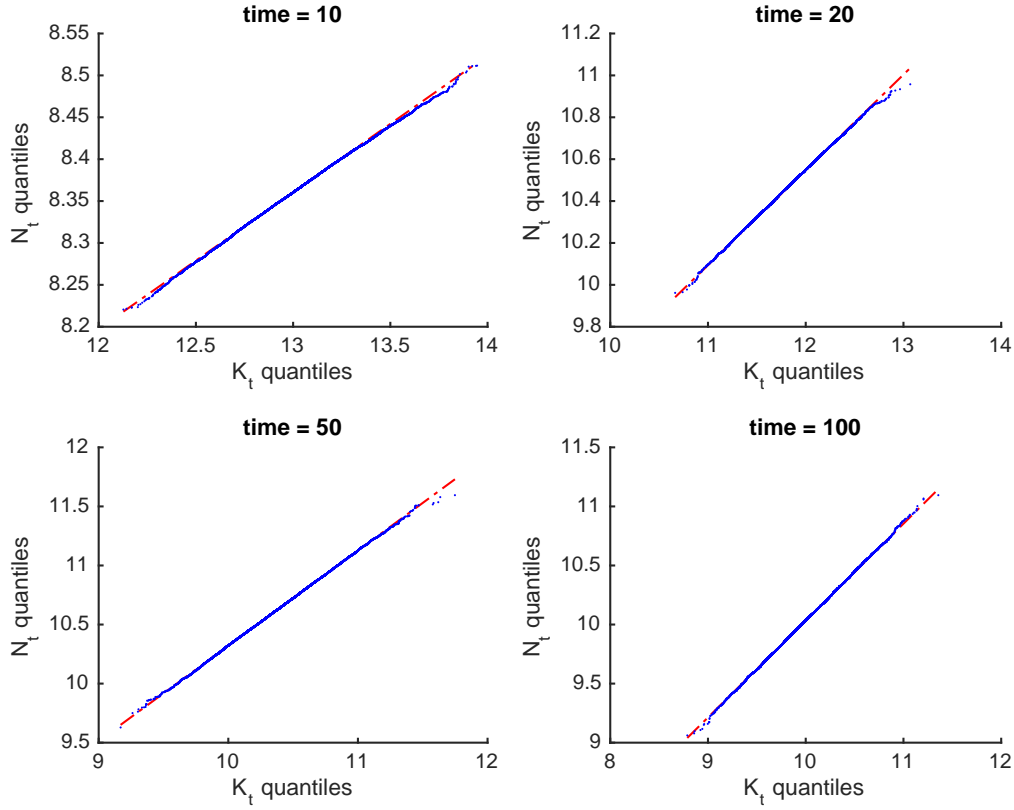 time = 10
8.55
8.5
8.45
8.4
8.35
8.3
8.25
8.2
N_t quantiles
12 12.5 13 13.5 14
K_t quantiles
time = 20
11.2
11
10.8
10.6
10.4
10.2
10
9.8
N_t quantiles
10 11 12 13 14
K_t quantiles
time = 50
12
11.5
11
10.5
10
9.5
N_t quantiles
9 10 11 12
K_t quantiles
time = 100
11.5
11
10.5
10
9.5
9
N_t quantiles
8 9 10 11 12
K_t quantiles